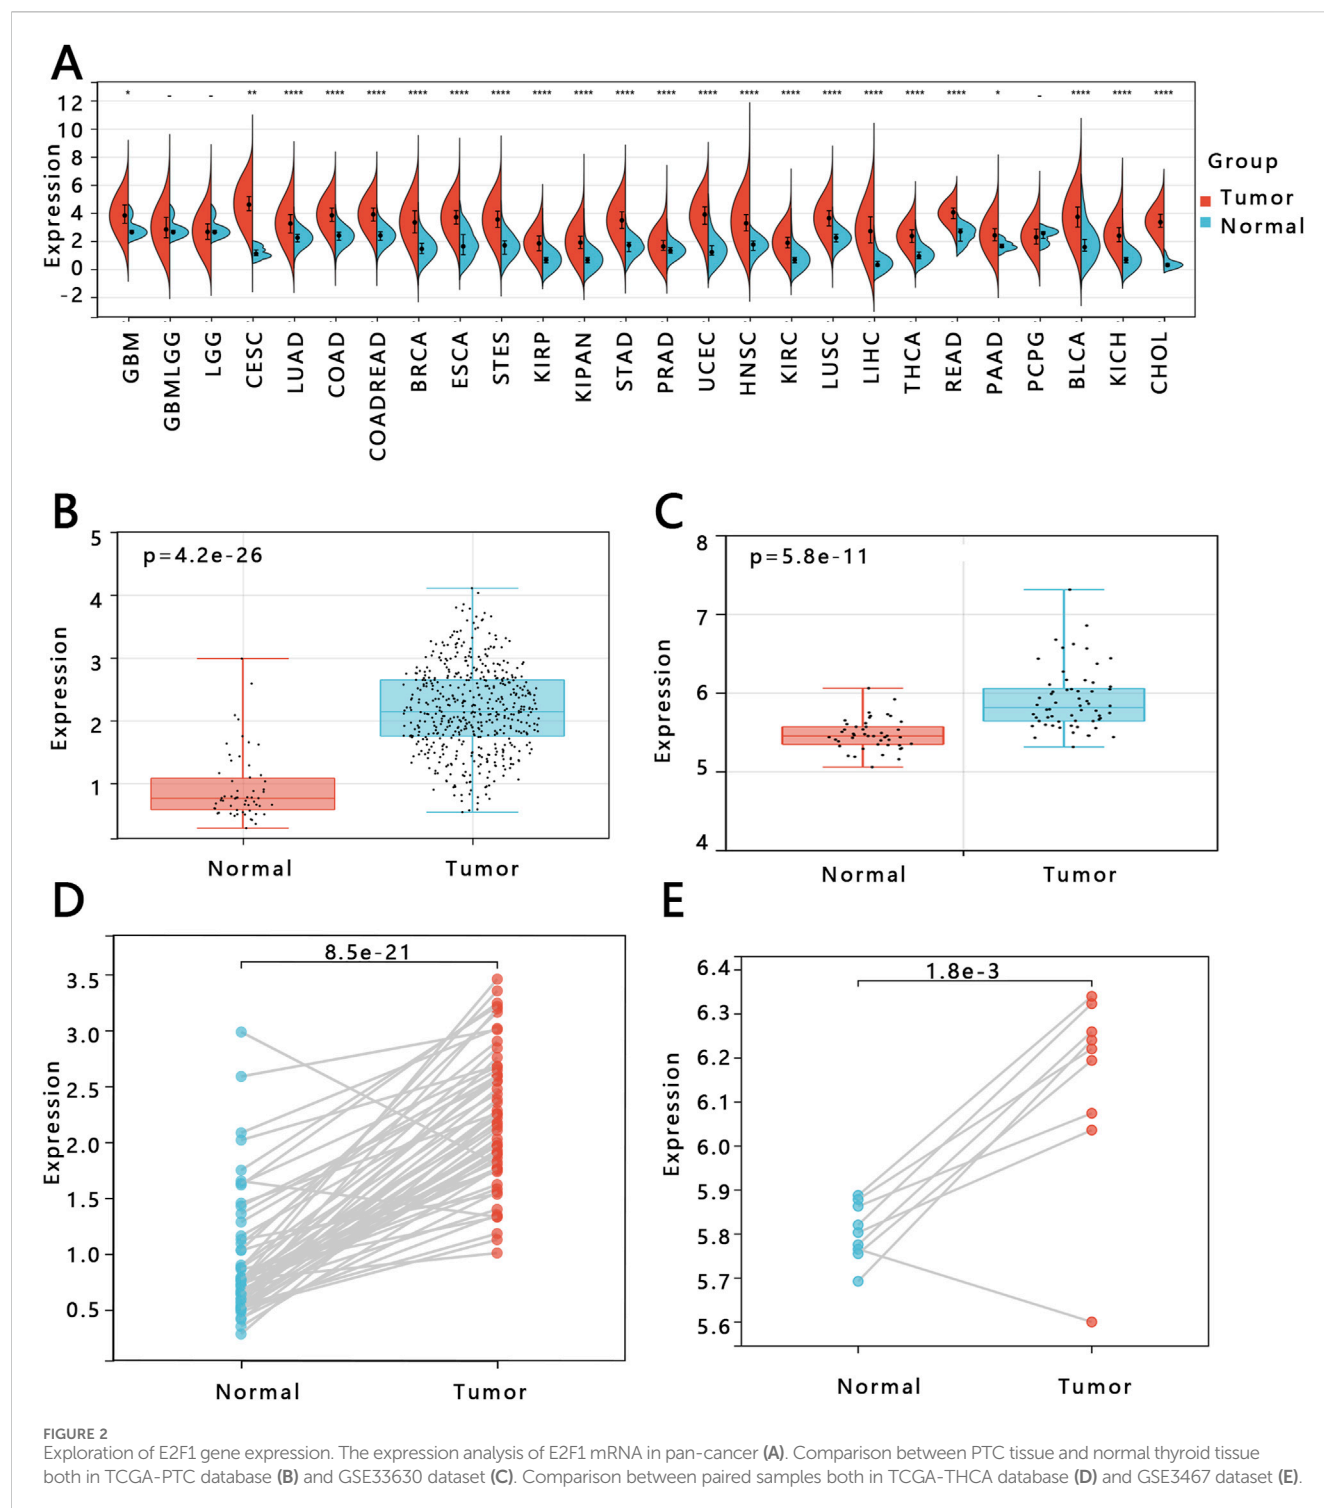 A
* - - ** **** **** **** **** **** **** **** **** **** **** **** **** **** **** **** **** **** * - **** **** ****
12
10
8
6
4
2
0
-2
Expression
Group
Tumor
Normal
GBM GBMLGG LGG CESC LUAD COAD COADREAD BRCA ESCA STES KIRP KIPAN STAD PRAD UCEC HNSC KIRC LUSC LIHC THCA READ PAAD PCPG BLCA KICH CHOL
B
p=4.2e-26
5
4
3
2
1
Expression
Normal Tumor
C
p=5.8e-11
8
7
6
5
4
Expression
Normal Tumor
D
8.5e-21
3.5
3.0
2.5
2.0
1.5
1.0
0.5
Expression
Normal Tumor
E
1.8e-3
6.4
6.3
6.2
6.1
6.0
5.9
5.8
5.7
5.6
Expression
Normal Tumor
FIGURE 2
Exploration of E2F1 gene expression. The expression analysis of E2F1 mRNA in pan-cancer (A). Comparison between PTC tissue and normal thyroid tissue
both in TCGA-PTC database (B) and GSE33630 dataset (C). Comparison between paired samples both in TCGA-THCA database (D) and GSE3467 dataset (E).